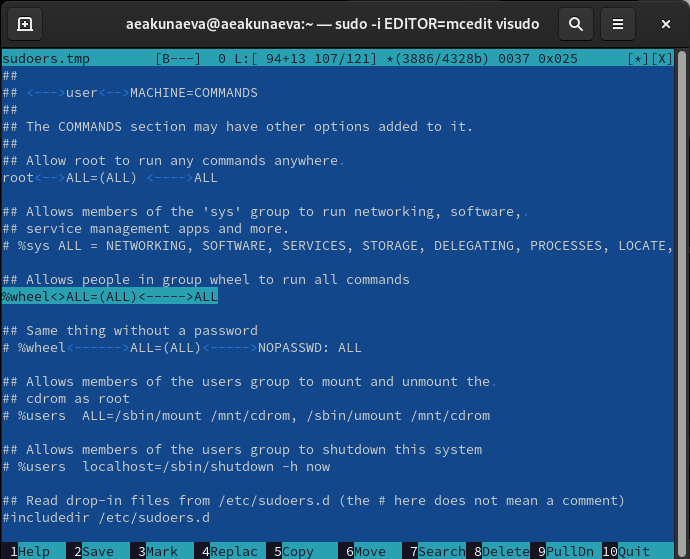 aeakunaeva@aeakunaeva:~ — sudo -i EDITOR=mcedit visudo
sudoers.tmp [B---] 0 L:[ 94+13 107/121] *(3886/4328b) 0037 0x025 [*][X]
##
## <--->user<-->MACHINE=COMMANDS
##
## The COMMANDS section may have other options added to it.
##
## Allow root to run any commands anywhere.
root<-->ALL=(ALL) <---->ALL
## Allows members of the 'sys' group to run networking, software,.
## service management apps and more.
# %sys ALL = NETWORKING, SOFTWARE, SERVICES, STORAGE, DELEGATING, PROCESSES, LOCATE,
## Allows people in group wheel to run all commands
%wheel<>ALL=(ALL)<----->ALL
## Same thing without a password
# %wheel<------>ALL=(ALL)<----->NOPASSWD: ALL
## Allows members of the users group to mount and unmount the.
## cdrom as root
# %users  ALL=/sbin/mount /mnt/cdrom, /sbin/umount /mnt/cdrom
## Allows members of the users group to shutdown this system
# %users  localhost=/sbin/shutdown -h now
## Read drop-in files from /etc/sudoers.d (the # here does not mean a comment)
#includedir /etc/sudoers.d
1Help 2Save 3Mark 4Replac 5Copy 6Move 7Search 8Delete 9PullDn 10Quit